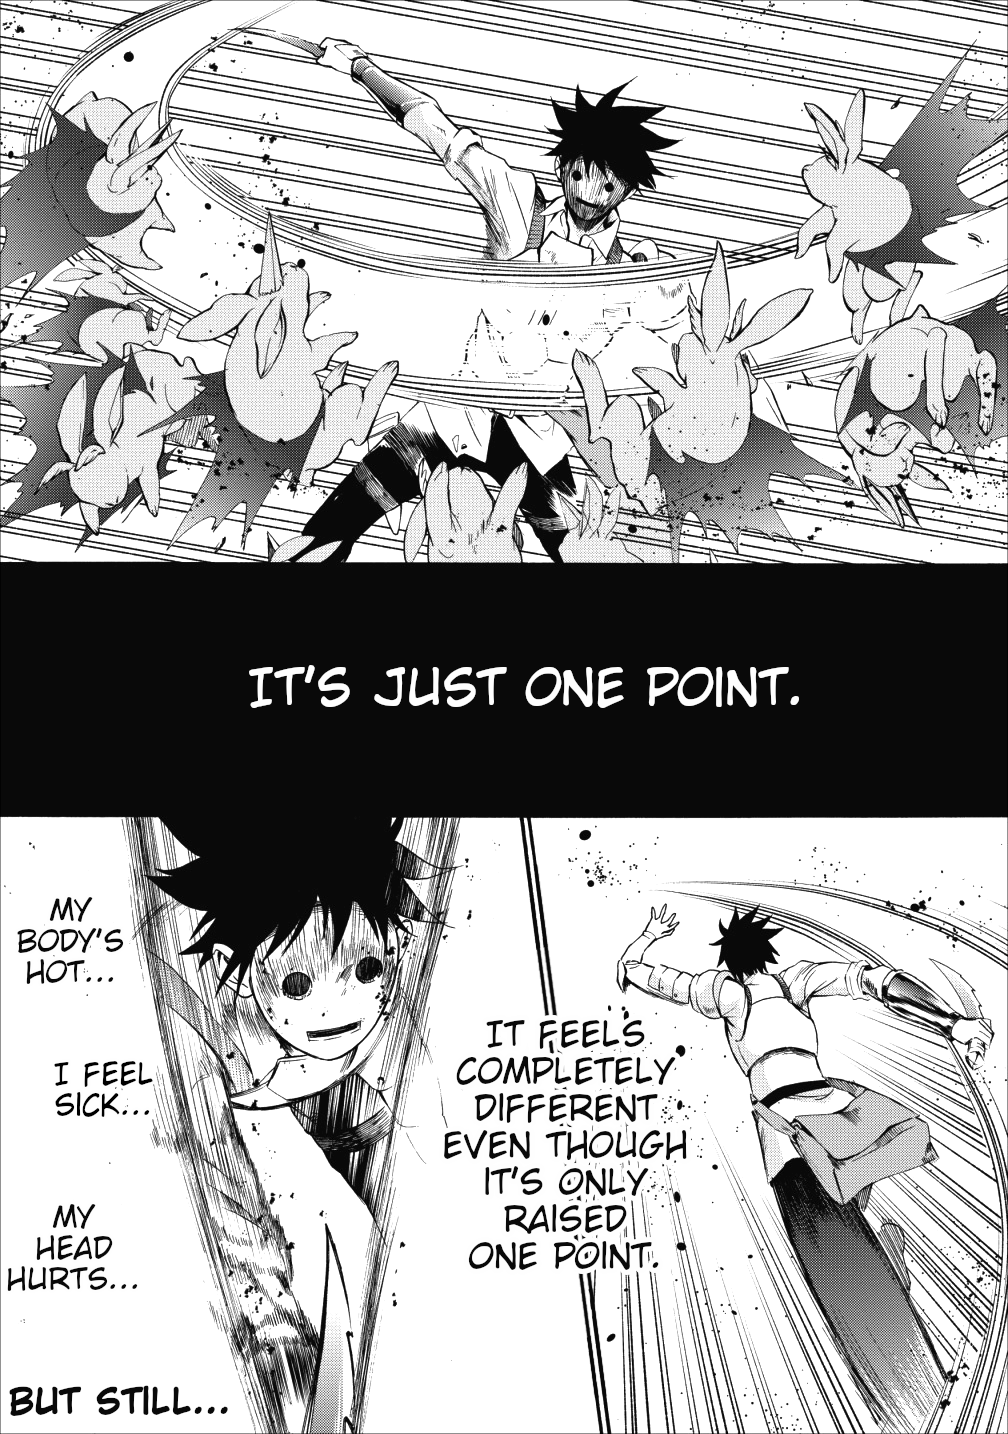 IT'S JUST ONE POINT.
IT FEELS
COMPLETELY
DIFFERENT
EVEN THOUGH
IT'S ONLY
RAISED
ONE POINT.
MY
BODY'S
HOT...
I FEEL
SICK...
MY
HEAD
HURTS...
BUT STILL...